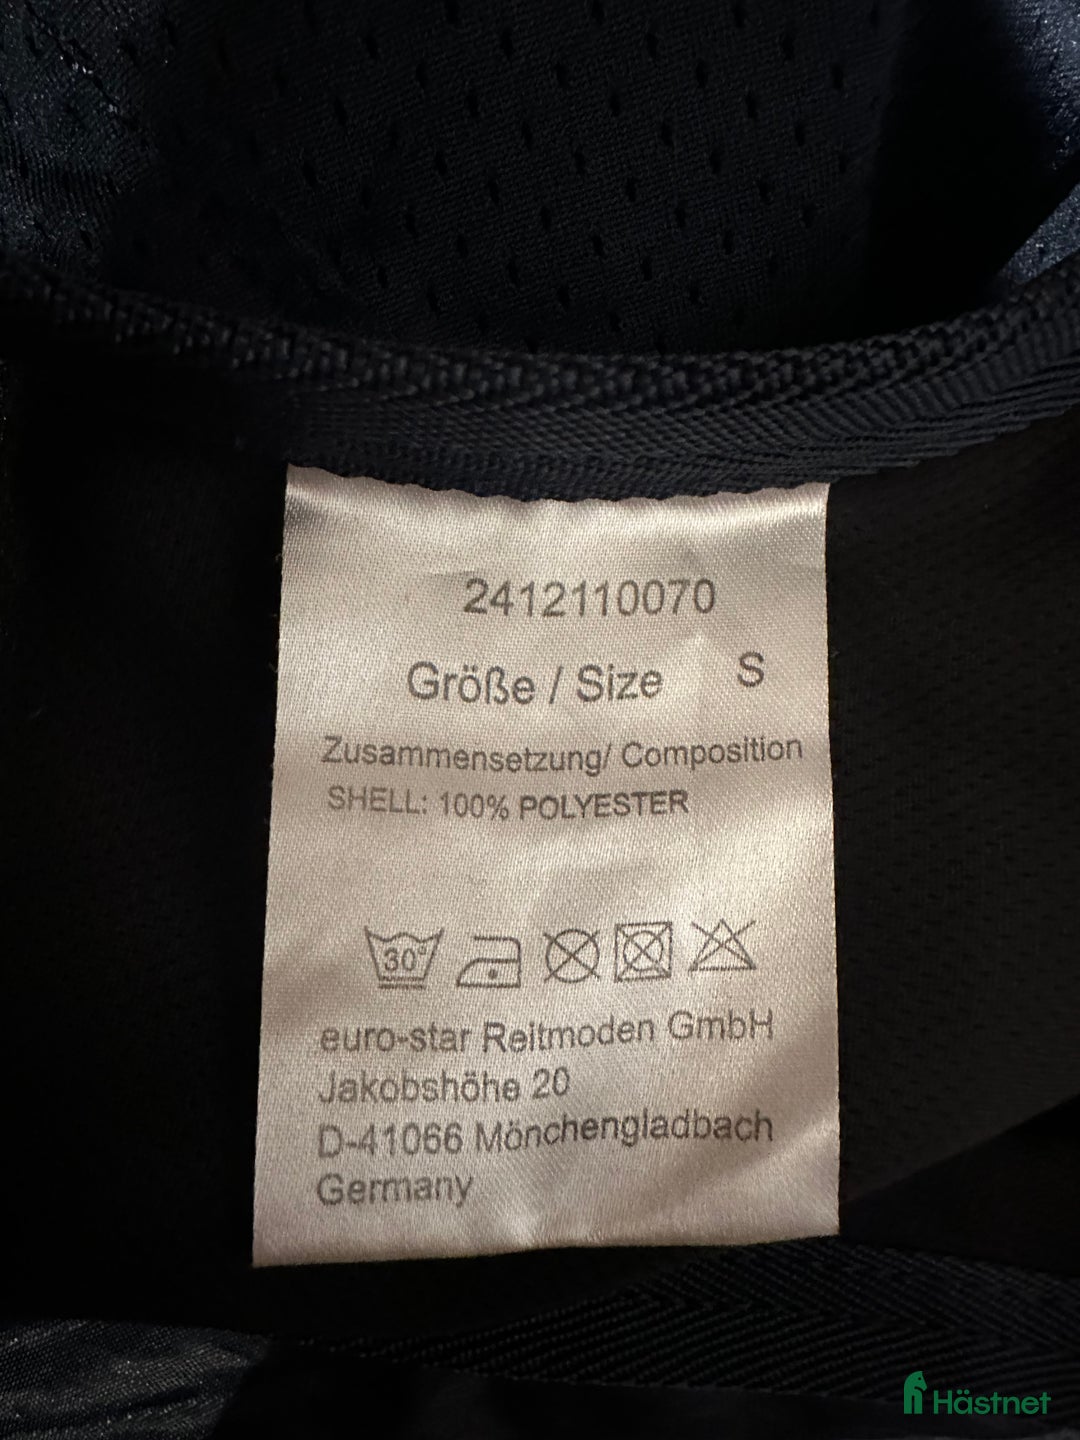 2412110070
Größe / Size S
Zusammensetzung/ Composition
SHELL: 100% POLYESTER
30°
euro-star Reitmoden GmbH
Jakobshöhe 20
D-41066 Mönchengladbach
Germany
Hästnet